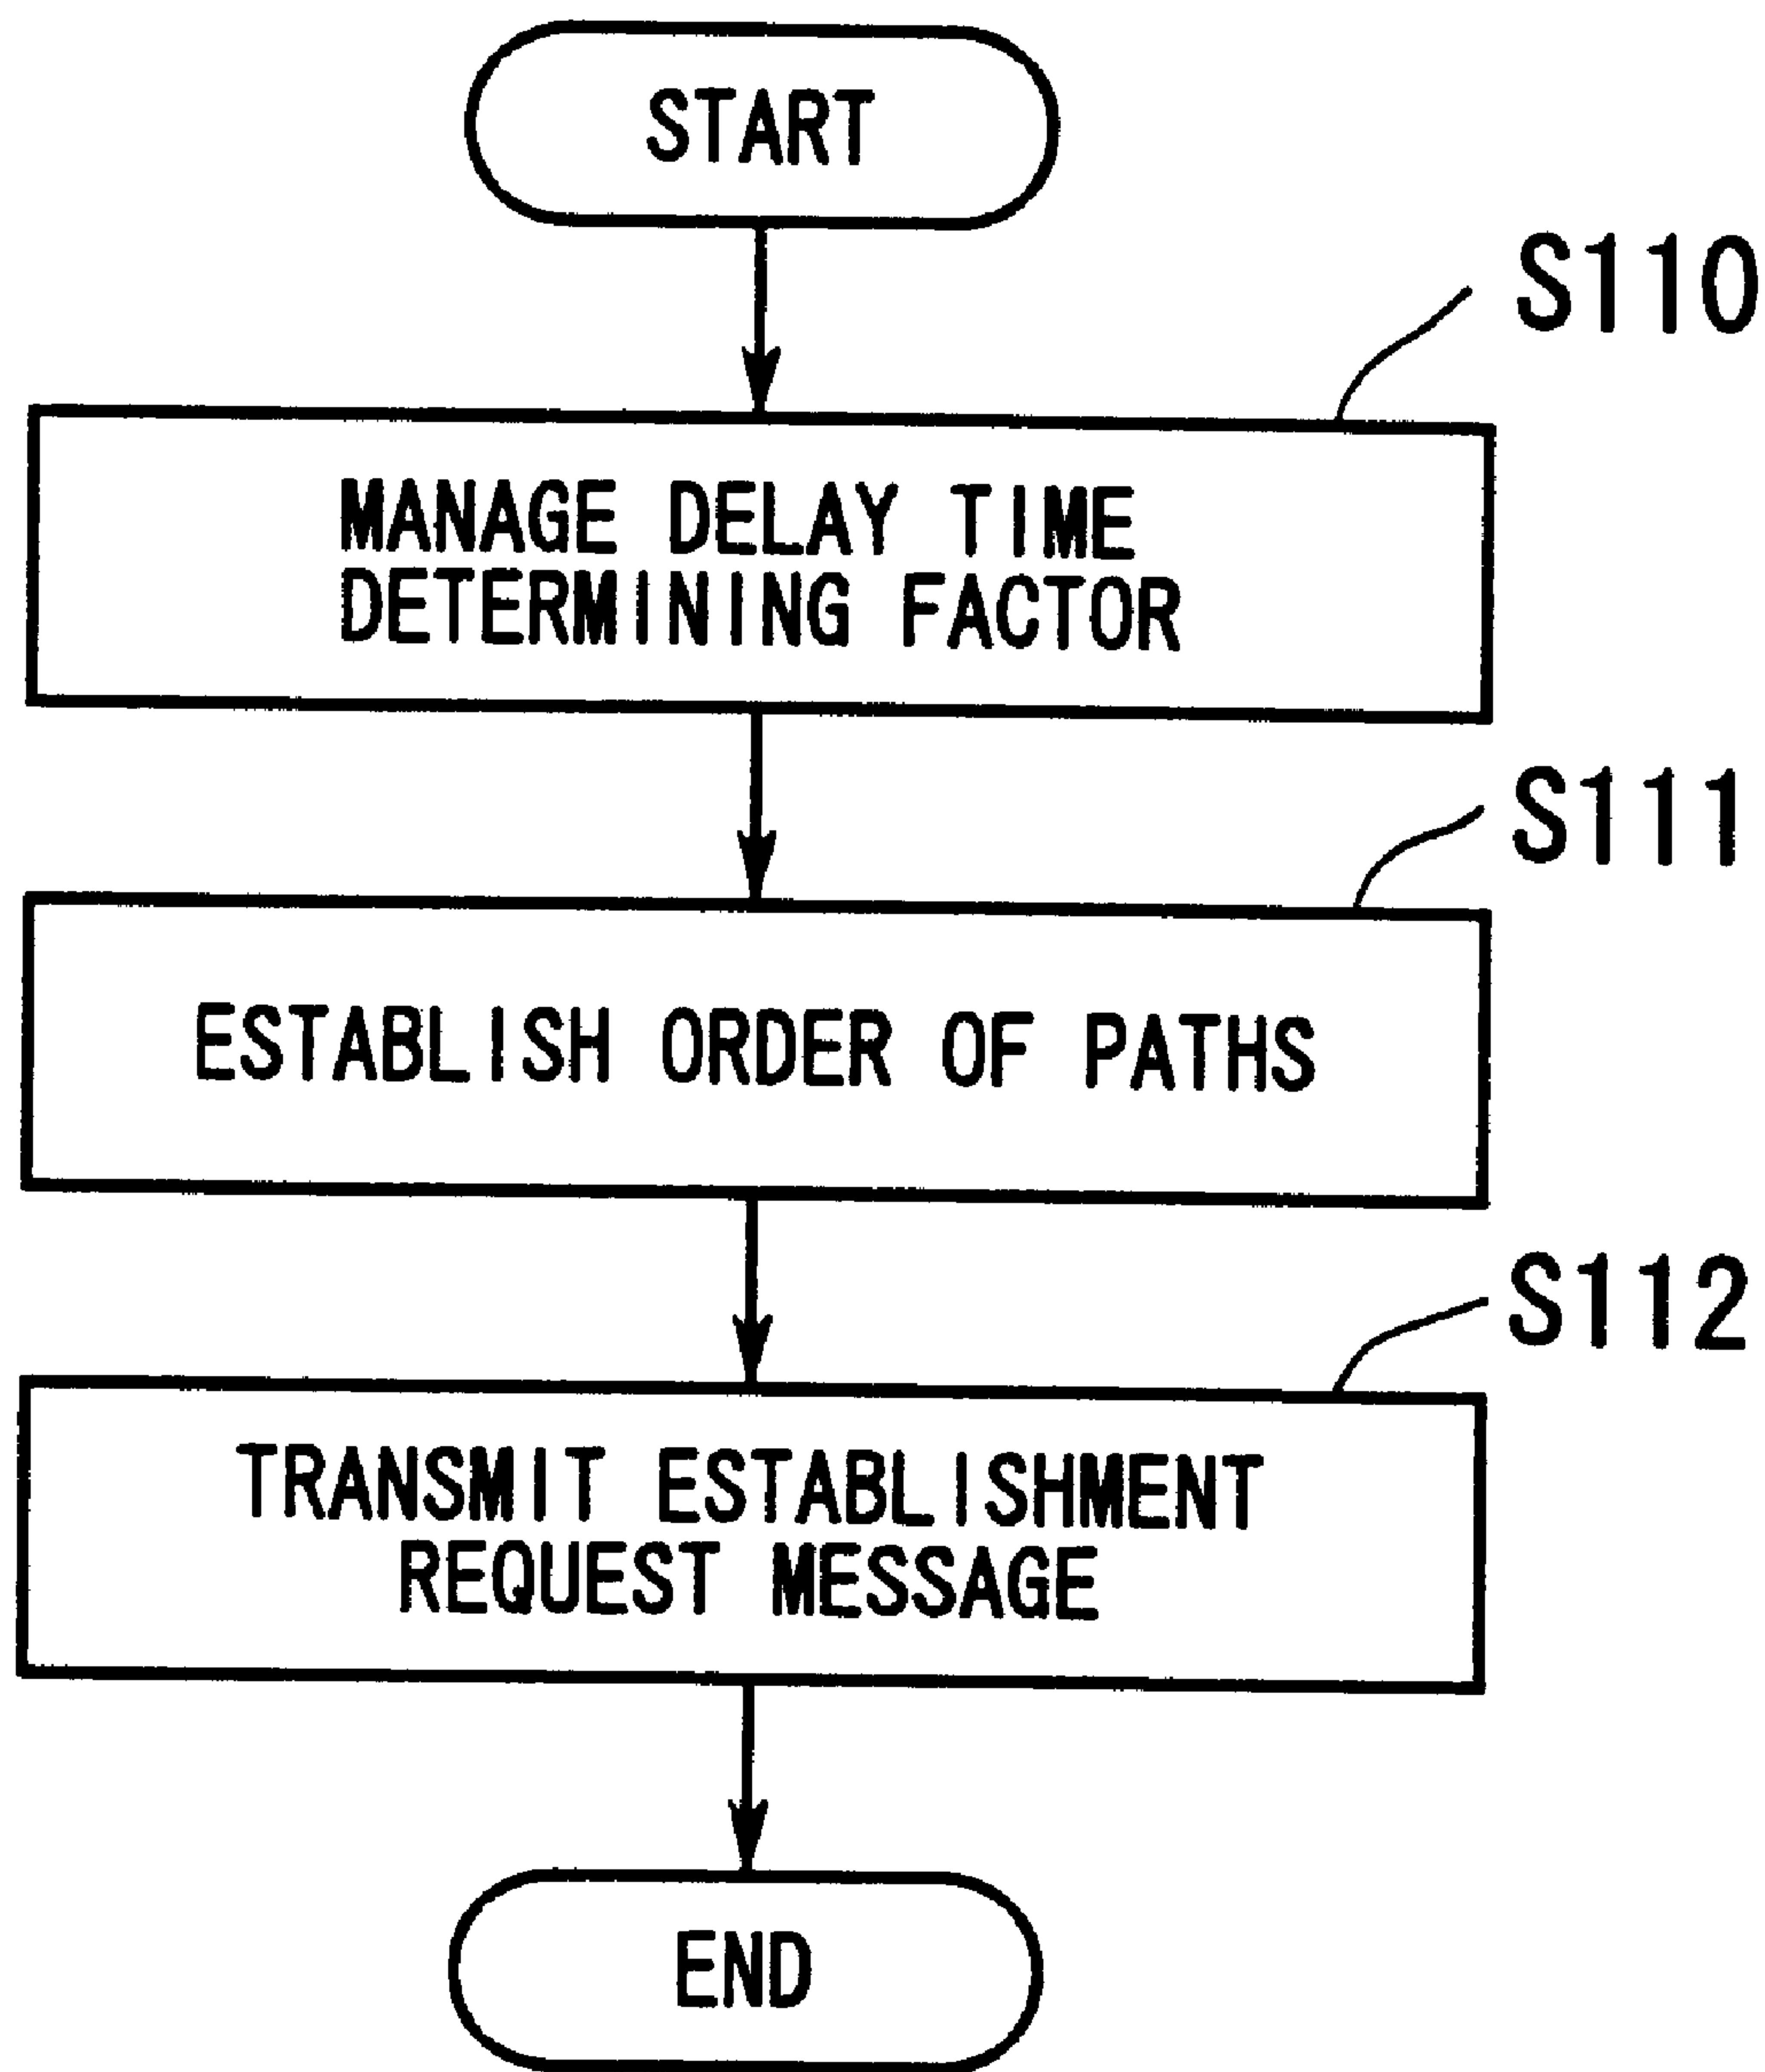 START
S110
MANAGE DELAY TIME
DETERMINING FACTOR
S111
ESTABLISH ORDER OF PATHS
S112
TRANSMIT ESTABLISHMENT
REQUEST MESSAGE
END